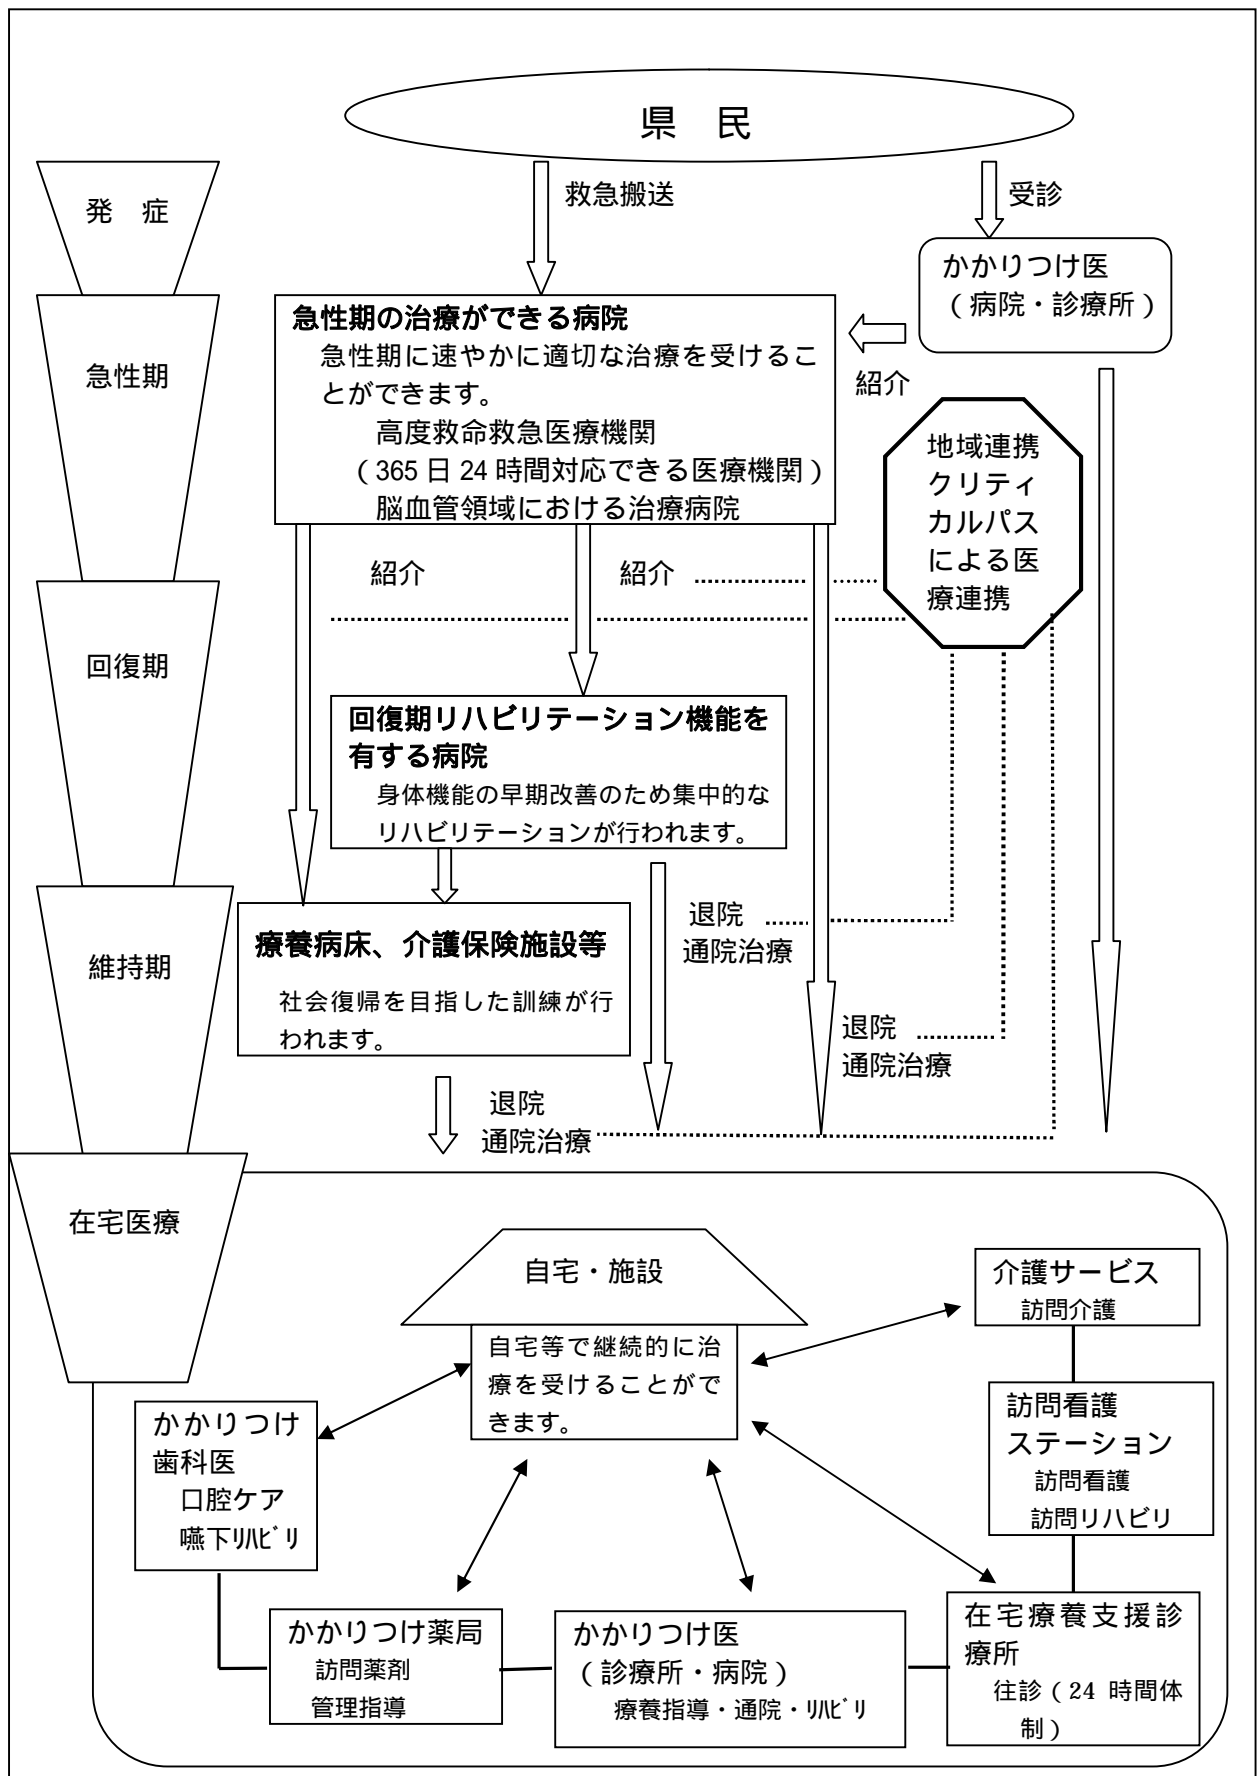 県　民
発　症
救急搬送
受診
かかりつけ医
（病院・診療所）
急性期
急性期の治療ができる病院
急性期に速やかに適切な治療を受けるこ
とができます。
高度救命救急医療機関
（365 日 24 時間対応できる医療機関）
脳血管領域における治療病院
紹介
地域連携
クリティ
カルパス
による医
療連携
紹介
紹介
回復期
回復期リハビリテーション機能を
有する病院
身体機能の早期改善のため集中的な
リハビリテーションが行われます。
維持期
療養病床、介護保険施設等
社会復帰を目指した訓練が行
われます。
退院
通院治療
退院
通院治療
退院
通院治療
在宅医療
自宅・施設
自宅等で継続的に治
療を受けることがで
きます。
介護サービス
訪問介護
訪問看護
ステーション
訪問看護
訪問リハビリ
かかりつけ
歯科医
口腔ケア
嚥下ﾘﾊﾋﾞﾘ
かかりつけ薬局
訪問薬剤
管理指導
かかりつけ医
（診療所・病院）
療養指導・通院・ﾘﾊﾋﾞﾘ
在宅療養支援診
療所
往診（24 時間体
制）